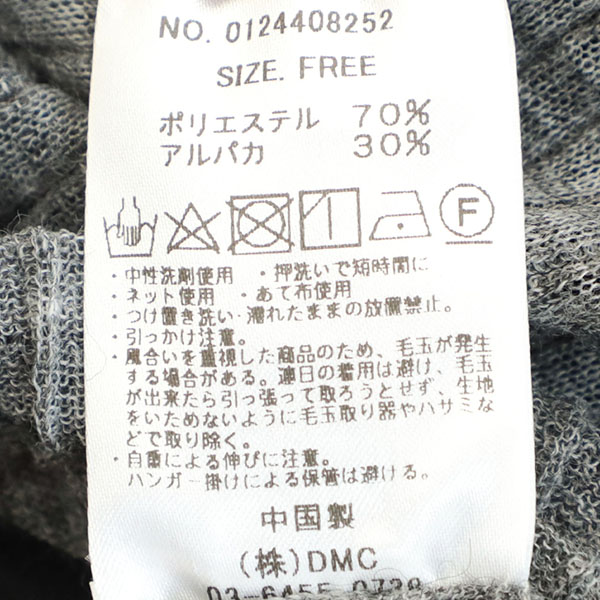 NO. 0124408252
SIZE. FREE
ポリエステル 70%
アルパカ 30%
F
・中性洗剤使用 ・押洗いで短時間に
・ネット使用 ・あて布使用
・つけ置き洗い・濡れたままの放置禁止。
・引っかけ注意。
・風合いを重視した商品のため、毛玉が発生
する場合がある。連日の着用は避け、毛玉
が出来たら引っ張って取ろうとせず、生地
をいためないように毛玉取り器やハサミな
どで取り除く。
・自重による伸びに注意。
ハンガー掛けによる保管は避ける。
中国製
(株)DMC
03-6455-0738